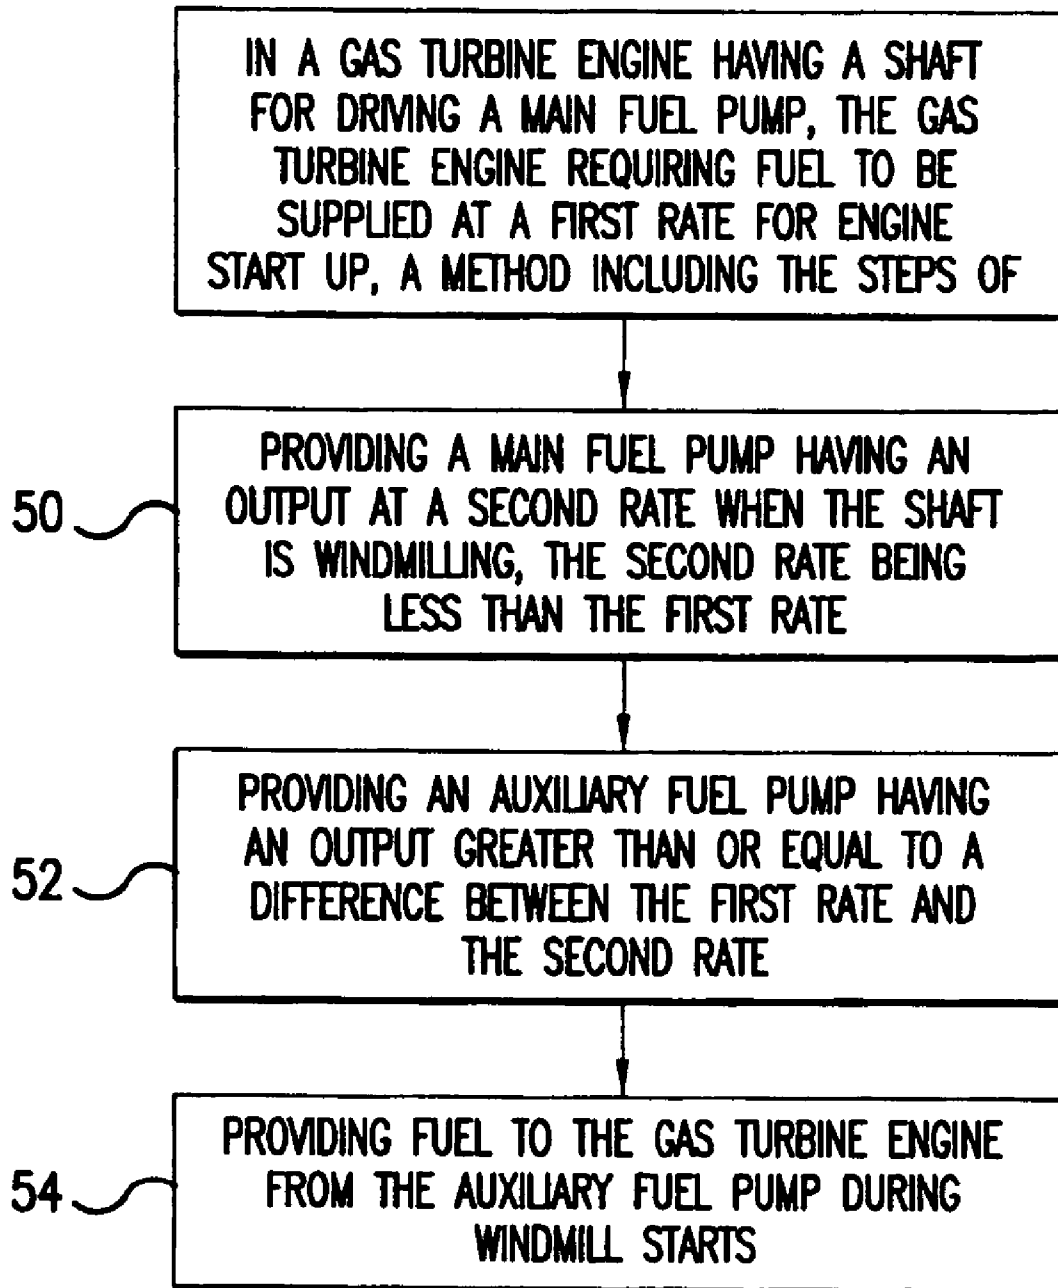 IN A GAS TURBINE ENGINE HAVING A SHAFT
FOR DRIVING A MAIN FUEL PUMP, THE GAS
TURBINE ENGINE REQUIRING FUEL TO BE
SUPPLIED AT A FIRST RATE FOR ENGINE
START UP, A METHOD INCLUDING THE STEPS OF
50
PROVIDING A MAIN FUEL PUMP HAVING AN
OUTPUT AT A SECOND RATE WHEN THE SHAFT
IS WINDMILLING, THE SECOND RATE BEING
LESS THAN THE FIRST RATE
52
PROVIDING AN AUXILIARY FUEL PUMP HAVING
AN OUTPUT GREATER THAN OR EQUAL TO A
DIFFERENCE BETWEEN THE FIRST RATE AND
THE SECOND RATE
54
PROVIDING FUEL TO THE GAS TURBINE ENGINE
FROM THE AUXILIARY FUEL PUMP DURING
WINDMILL STARTS